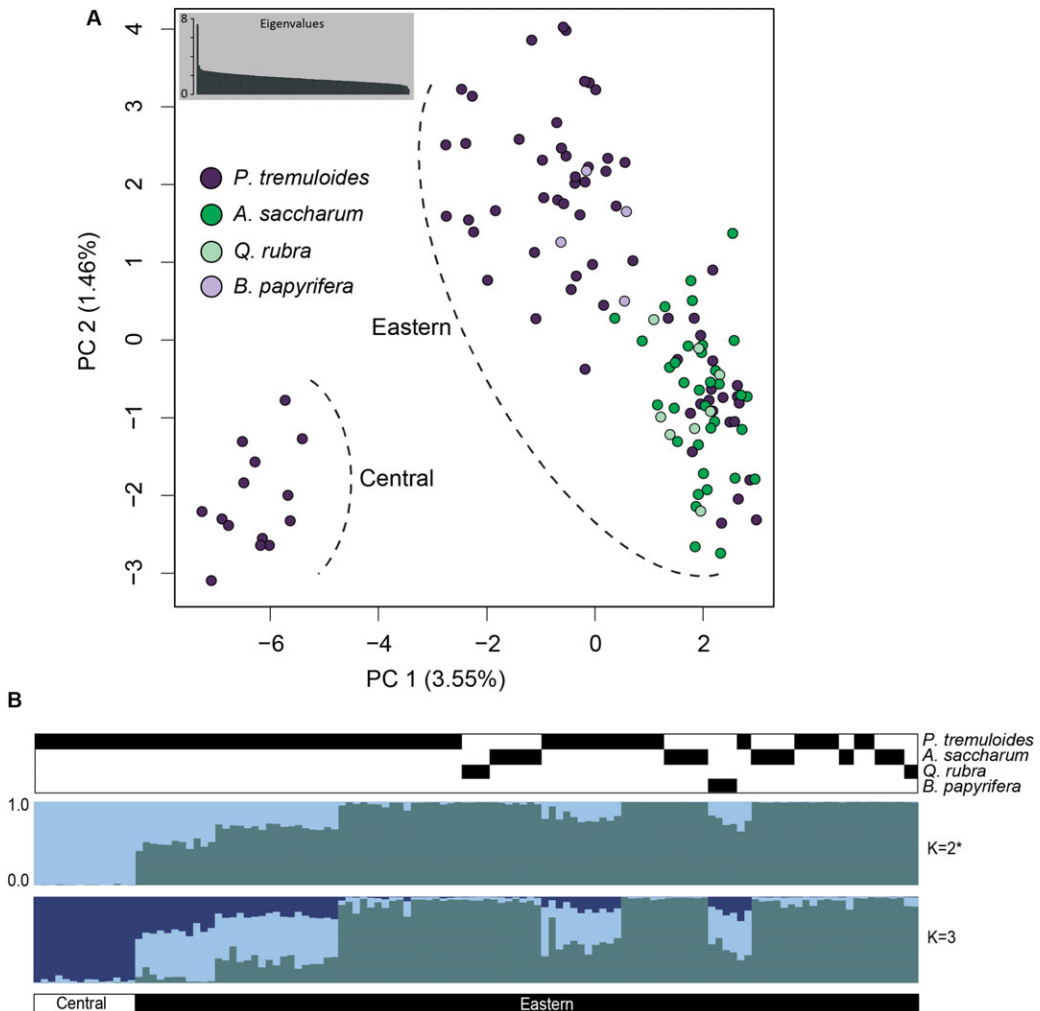 A
8
Eigenvalues
0
4
3
2
1
0
−1
−2
−3
PC 2 (1.46%)
P. tremuloides
A. saccharum
Q. rubra
B. papyrifera
Eastern
Central
−6
−4
−2
0
2
PC 1 (3.55%)
B
P. tremuloides
A. saccharum
Q. rubra
B. papyrifera
1.0
0.0
K=2*
K=3
Central
Eastern